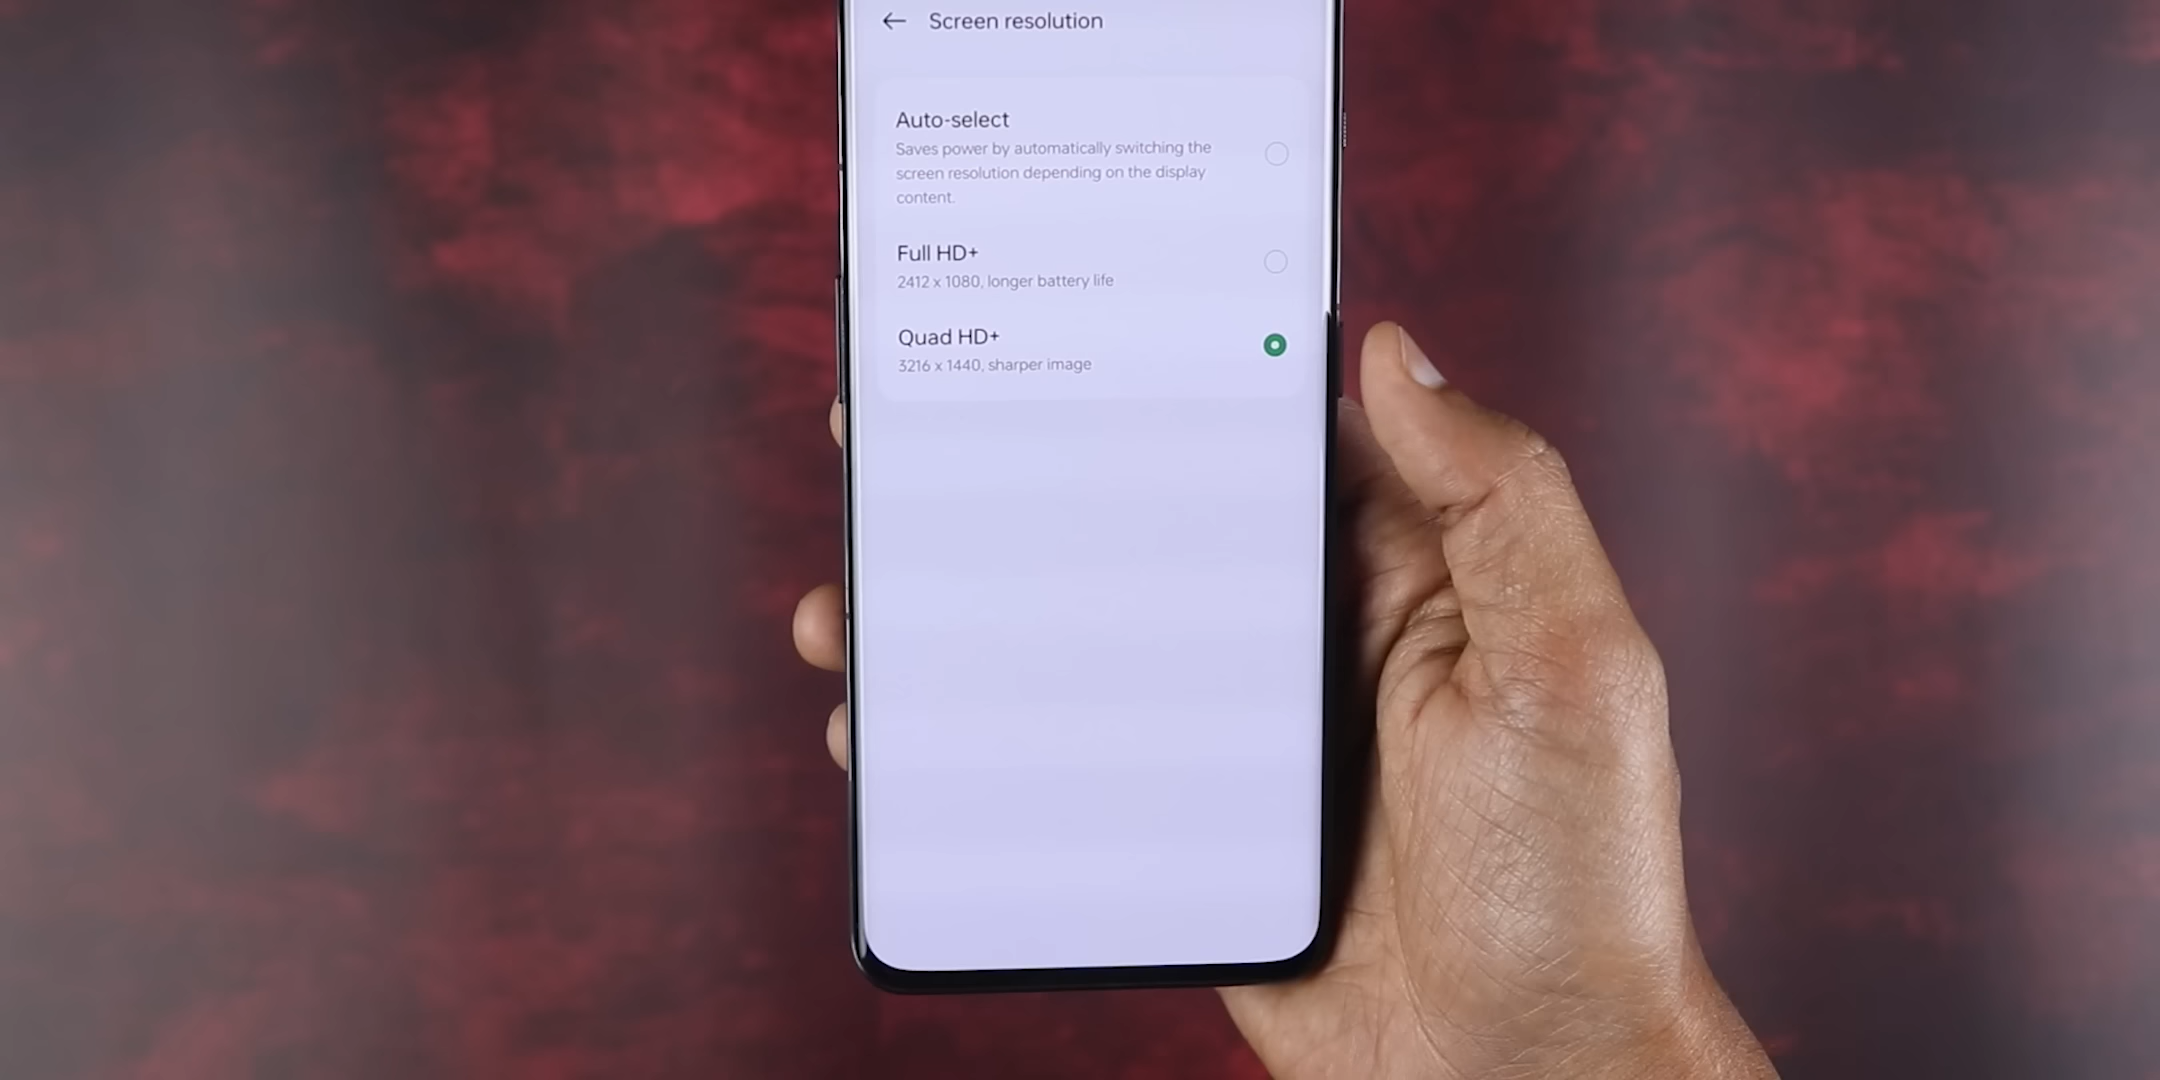 Screen resolution
Auto-select
Saves power by automatically switching the
screen resolution depending on the display
content.
Full HD+
2412 x 1080, longer battery life
Quad HD+
3216 x 1440, sharper image